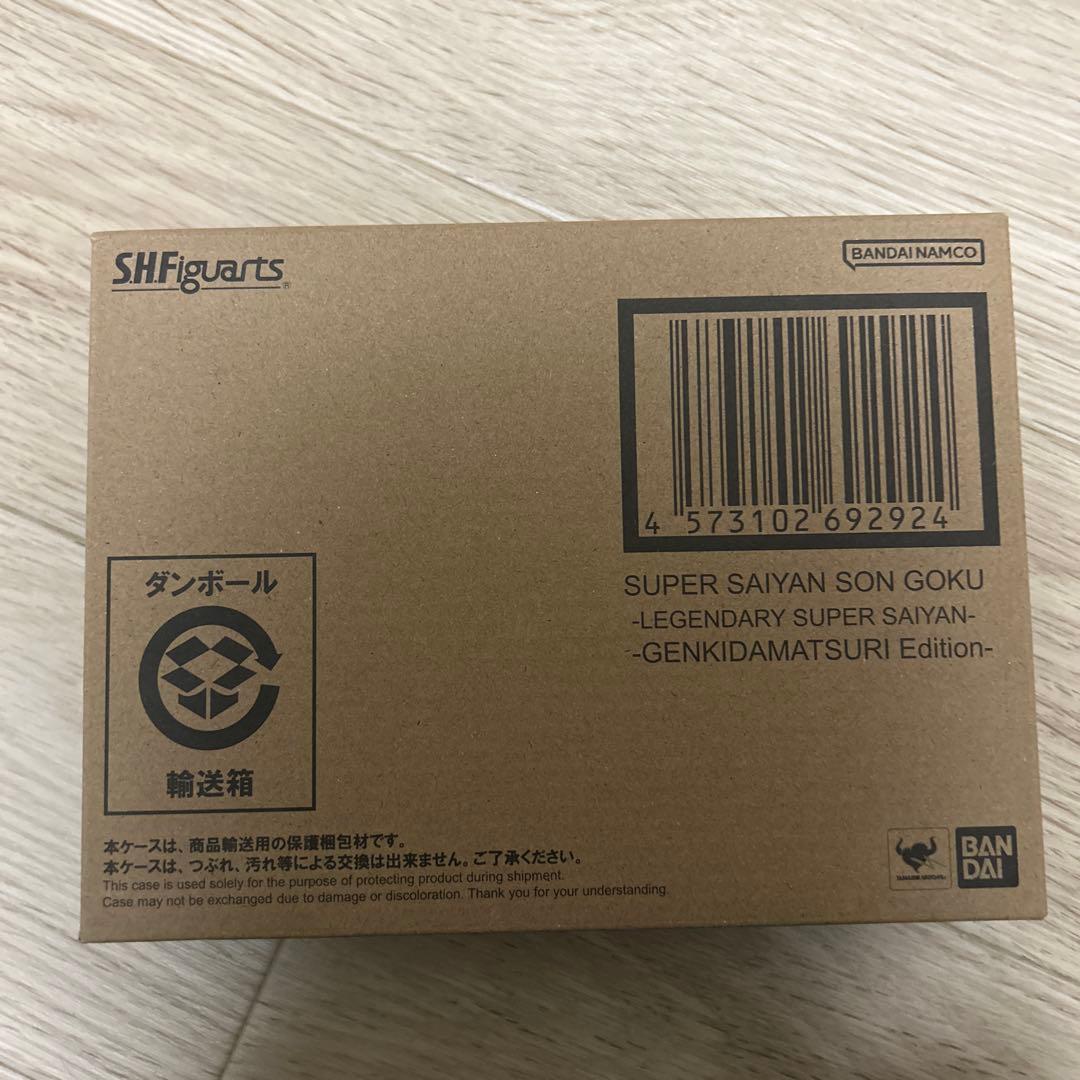 S.H.Figuarts
BANDAI NAMCO
4 573102 692924
SUPER SAIYAN SON GOKU
-LEGENDARY SUPER SAIYAN-
-GENKIDAMATSURI Edition-
ダンボール
輸送箱
本ケースは、商品輸送用の保護梱包材です。
本ケースは、つぶれ、汚れ等による交換は出来ません。ご了承ください。
This case is used solely for the purpose of protecting product during shipment.
Case may not be exchanged due to damage or discoloration. Thank you for your understanding.
TAMASHII NATIONS
BAN
DAI